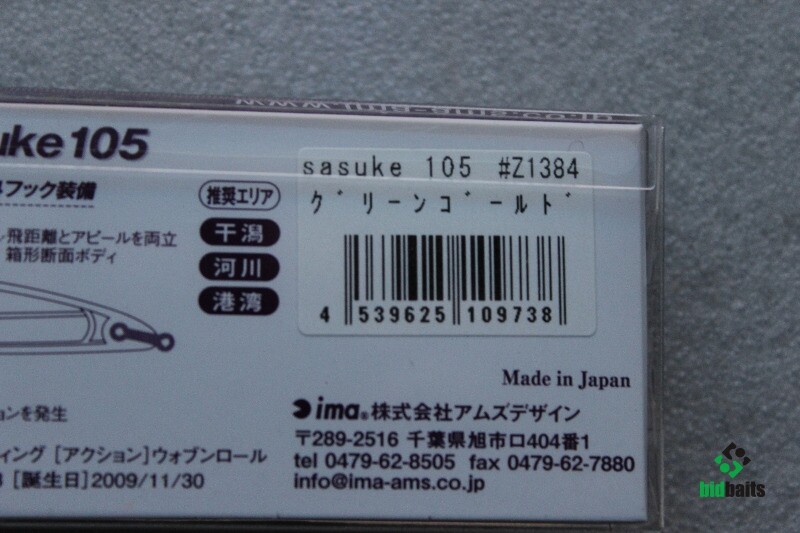 sasuke 105 #Z1384
グリーンゴールド
4 539625 109738
uke 105
フック装備
飛距離とアピールを両立
箱形断面ボディ
推奨エリア
干潟
河川
港湾
ョンを発生
ィング [アクション]ウォブンロール
[誕生日]2009/11/30
Made in Japan
ima® 株式会社アムズデザイン
〒289-2516 千葉県旭市ロ404番1
tel 0479-62-8505 fax 0479-62-7880
info@ima-ams.co.jp
bidbaits